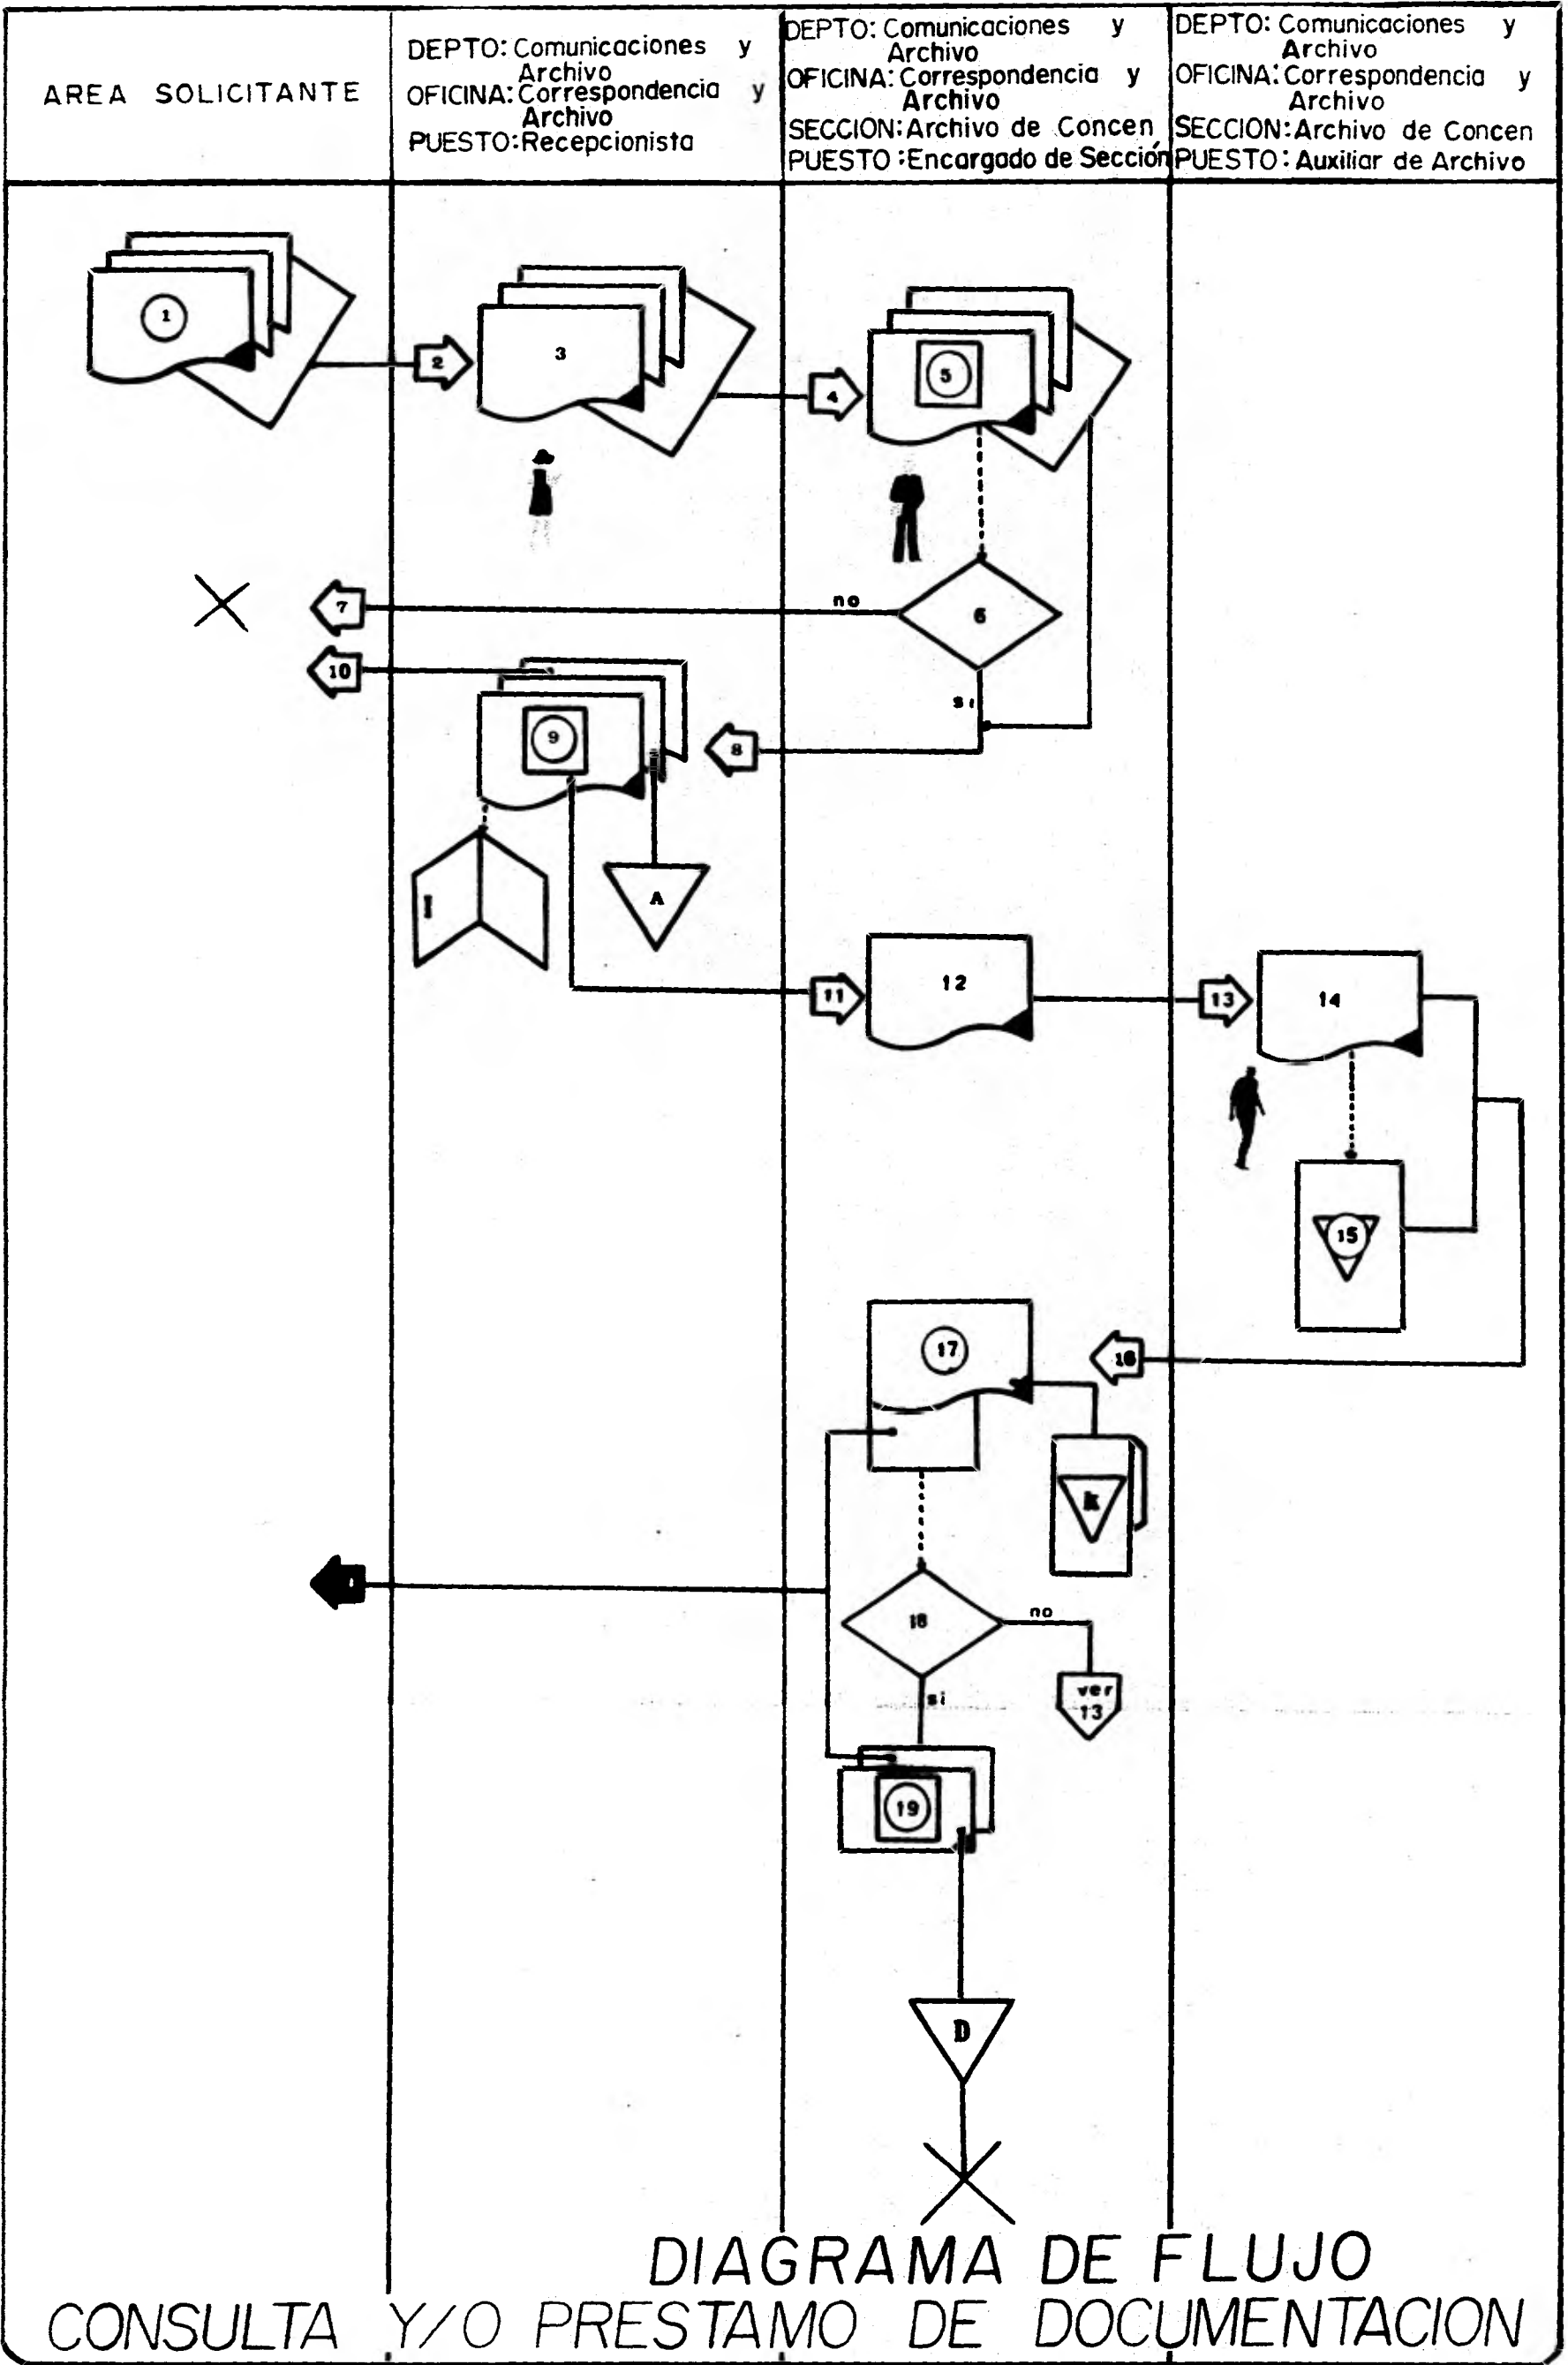 AREA SOLICITANTE
DEPTO: Comunicaciones y
Archivo
OFICINA: Correspondencia y
Archivo
PUESTO: Recepcionista
DEPTO: Comunicaciones y
Archivo
OFICINA: Correspondencia y
Archivo
SECCION: Archivo de Concen
PUESTO: Encargado de Sección
DEPTO: Comunicaciones y
Archivo
OFICINA: Correspondencia y
Archivo
SECCION: Archivo de Concen
PUESTO: Auxiliar de Archivo
1
2
3
4
5
6
no
7
si
8
9
10
I
A
11
12
13
14
15
16
17
k
18
no
ver
13
si
19
D
DIAGRAMA DE FLUJO
CONSULTA Y/O PRESTAMO DE DOCUMENTACION